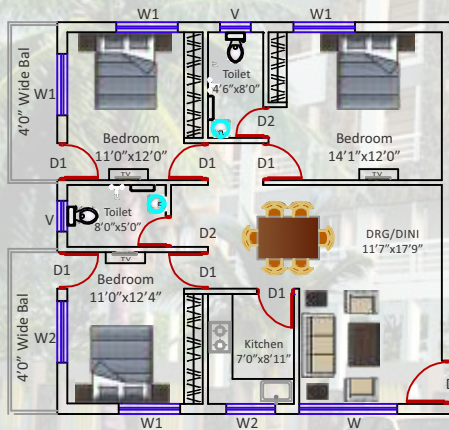 W1
V
W1
4'0" Wide Bal
W1
Toilet
4'6"x8'0"
D2
Bedroom
11'0"x12'0"
Bedroom
14'1"x12'0"
D1
D1
D1
TV
TV
V
Toilet
8'0"x5'0"
D2
DRG/DINI
11'7"x17'9"
TV
D1
Bedroom
11'0"x12'4"
D1
D1
4'0" Wide Bal
W2
Kitchen
7'0"x8'11"
W1
W2
W